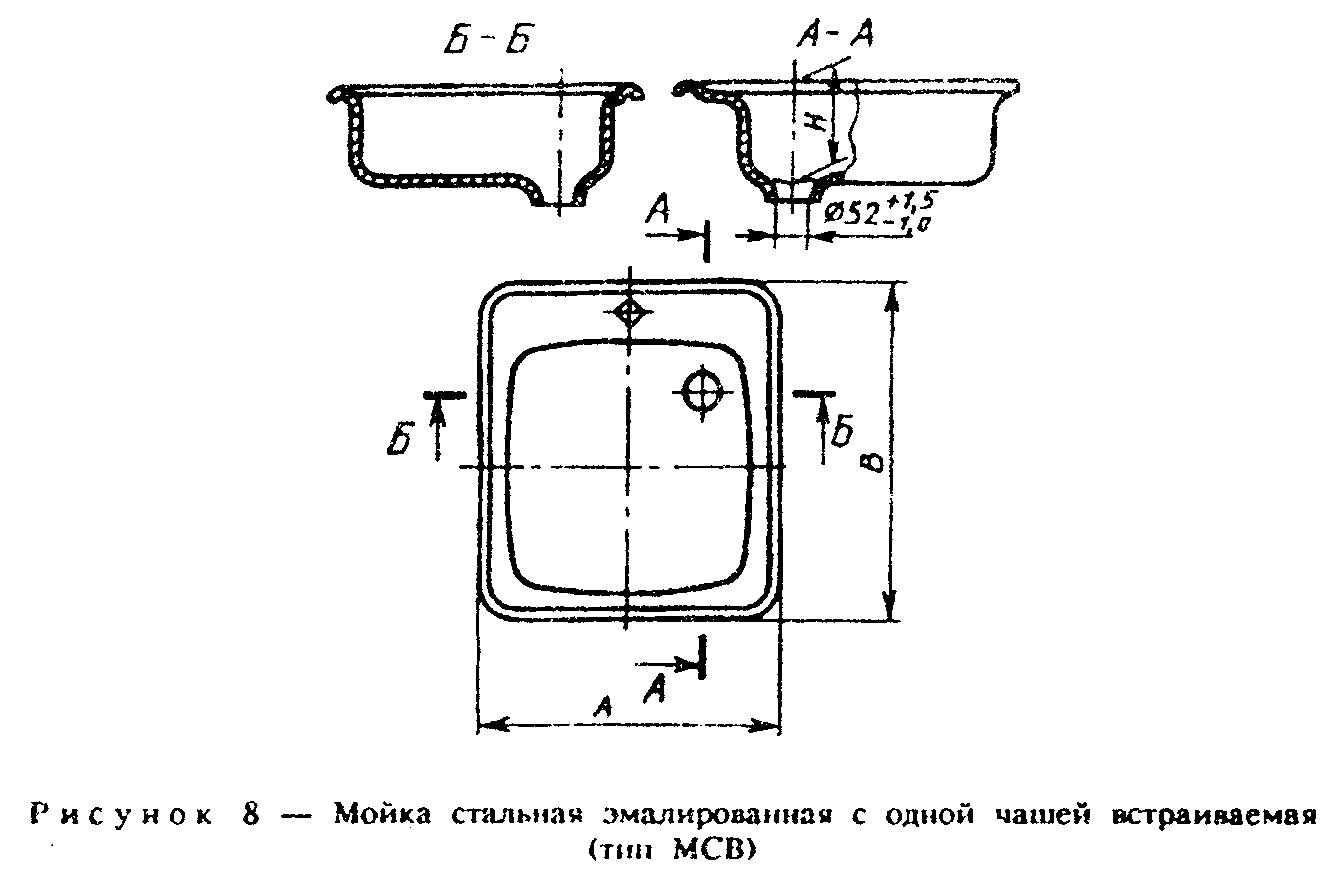 Б - Б
А - А
Н
А
Ø52 +1,5
-1,0
Б
Б
В
А
А
Рисунок 8 — Мойка стальная эмалированная с одной чашей встраиваемая
(тип МСВ)